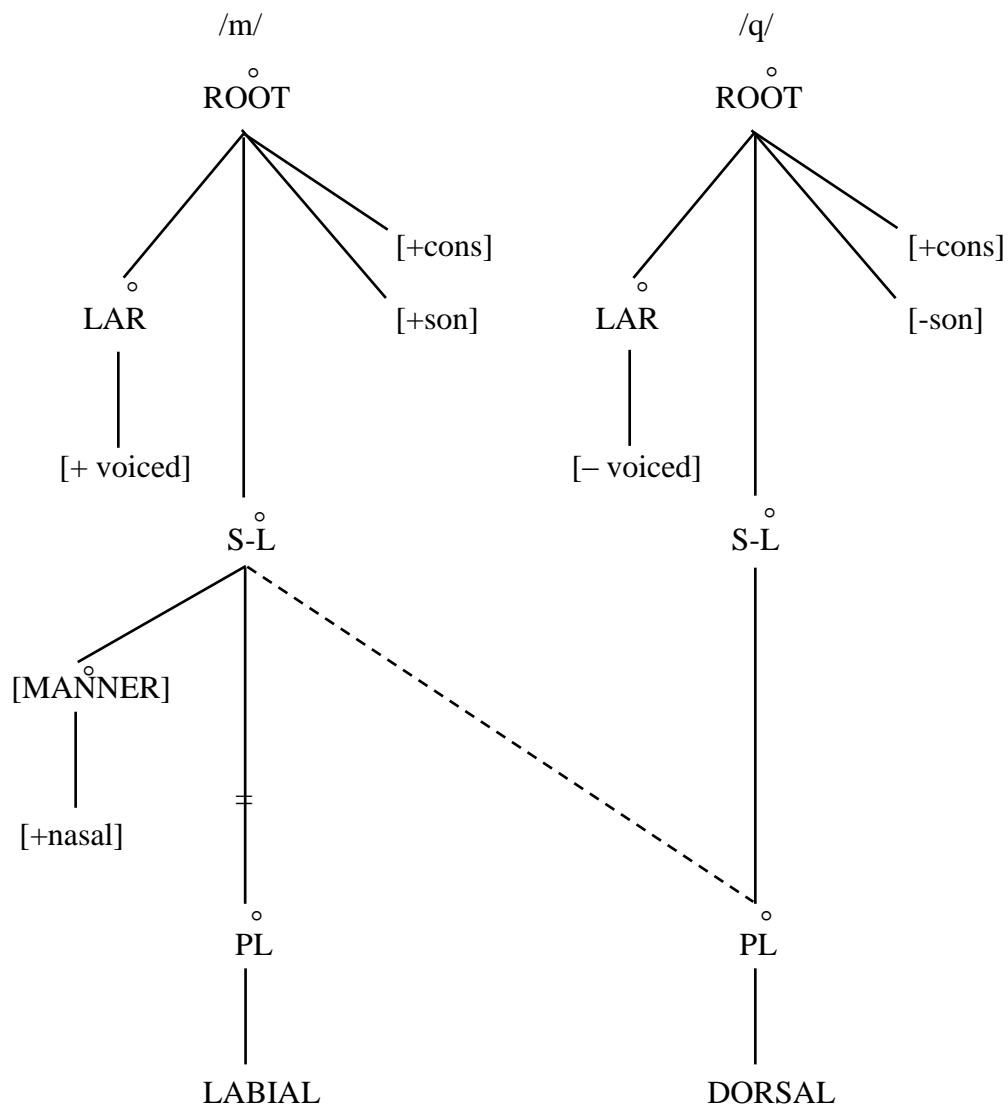 /m/ /q/
ROOT ROOT
[+cons] [+cons]
LAR [+son] LAR [-son]
[+ voiced] [– voiced]
S-L S-L
[MANNER]
[+nasal]
PL PL
LABIAL DORSAL